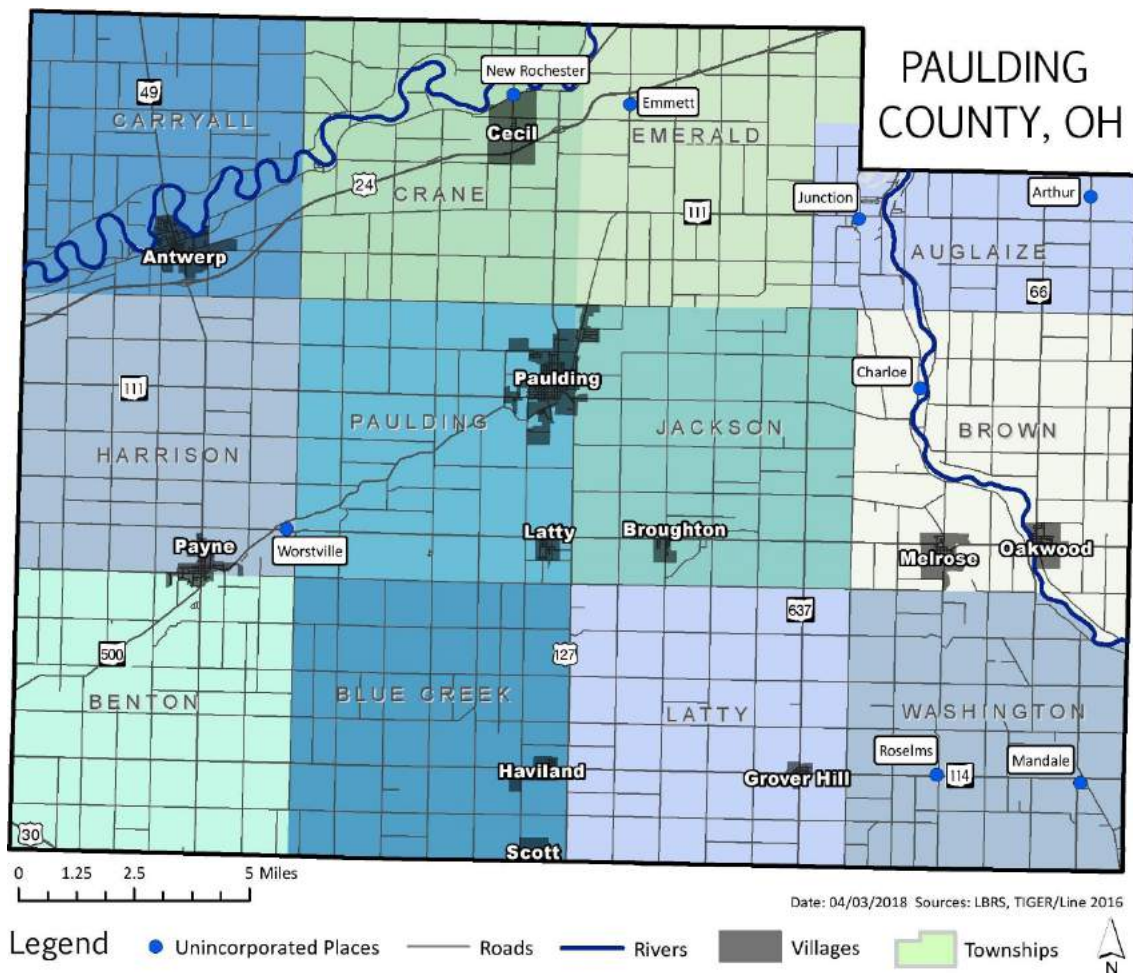 PAULDING
COUNTY, OH
New Rochester
49
CARRYALL
Cecil
Emmett
EMERALD
24
CRANE
111
Junction
Arthur
AUGLAIZE
66
Antwerp
Paulding
111
Charloe
PAULDING
JACKSON
BROWN
HARRISON
Payne
Worstville
Latty
Broughton
Melrose
Oakwood
637
500
127
BENTON
BLUE CREEK
LATTY
WASHINGTON
Roselms
114
Mandale
Haviland
Grover Hill
30
Scott
0 1.25 2.5 5 Miles
Date: 04/03/2018 Sources: LBRS, TIGER/Line 2016
Legend Unincorporated Places Roads Rivers Villages Townships
N